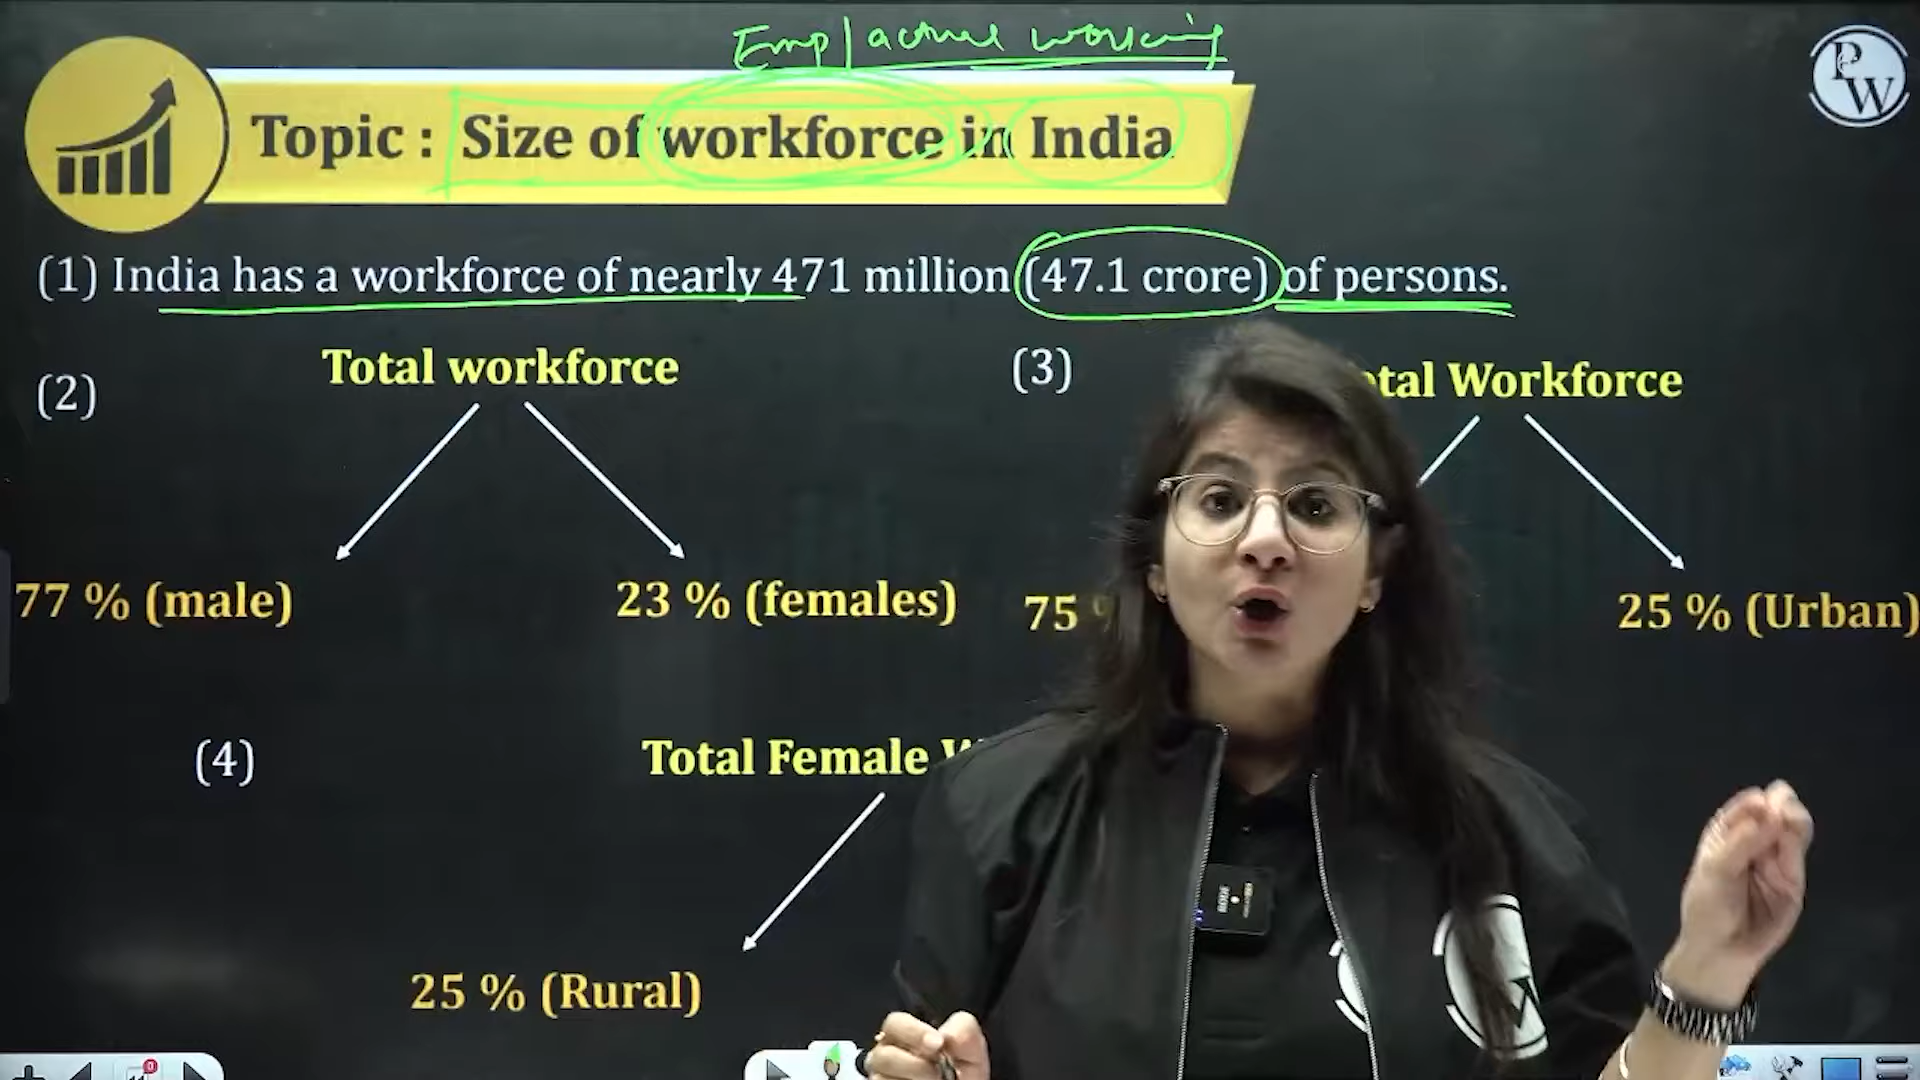 Emp | actual working
Topic : Size of workforce in India
PW
(1) India has a workforce of nearly 471 million (47.1 crore) of persons.
(2) Total workforce
77 % (male) 23 % (females)
(3) Workforce
75 25 % (Urban)
(4) Total Female
25 % (Rural)